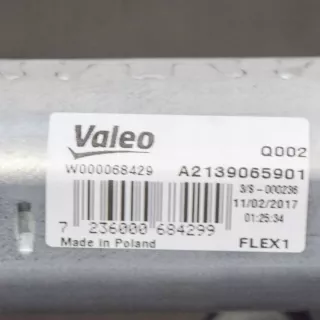 Valeo
Q002
W000068429
A2139065901
3/S-000236
11/02/2017
01:25:34
7 236000 684299
Made in Poland
FLEX1